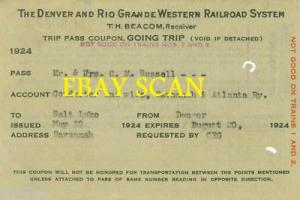 THE DENVER AND RIO GRANDE WESTERN RAILROAD SYSTEM
T. H. BEACOM, Receiver
TRIP PASS COUPON, GOING TRIP (VOID IF DETACHED)
NOT GOOD ON TRAINS NOS. 7 AND 8
1924
PASS Mr. & Mrs. C. M. Russell - - -
ACCOUNT Atlanta Ry.
EBAY SCAN
TO Salt Lake FROM Denver
ISSUED May 20 1924 EXPIRES August 20, 1924
ADDRESS Savannah REQUESTED BY
THIS COUPON WILL NOT BE HONORED FOR TRANSPORTATION BETWEEN THE POINTS MENTIONED
UNLESS ATTACHED TO PASS OF SAME NUMBER READING IN OPPOSITE DIRECTION.
NOT GOOD ON TRAINS 1 AND 2.